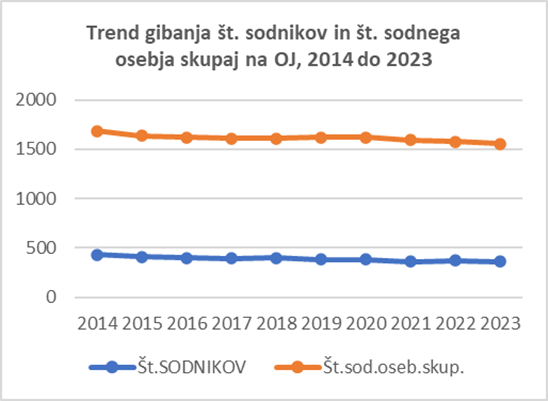 Trend gibanja št. sodnikov in št. sodnega
osebja skupaj na OJ, 2014 do 2023
2000
1500
1000
500
0
2014 2015 2016 2017 2018 2019 2020 2021 2022 2023
Št.SODNIKOV Št.sod.oseb.skup.